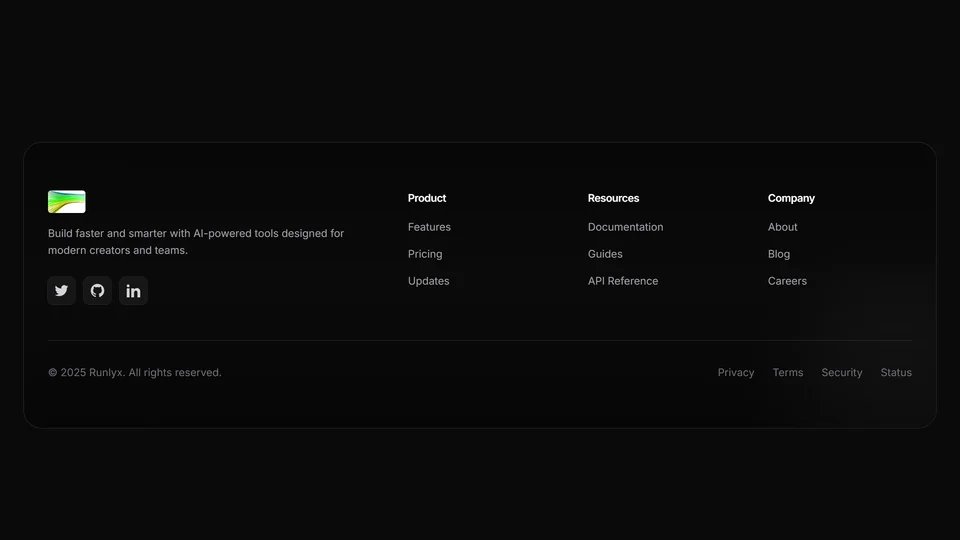 Build faster and smarter with AI-powered tools designed for
modern creators and teams.
Product
Features
Pricing
Updates
Resources
Documentation
Guides
API Reference
Company
About
Blog
Careers
© 2025 Runlyx. All rights reserved.
Privacy Terms Security Status